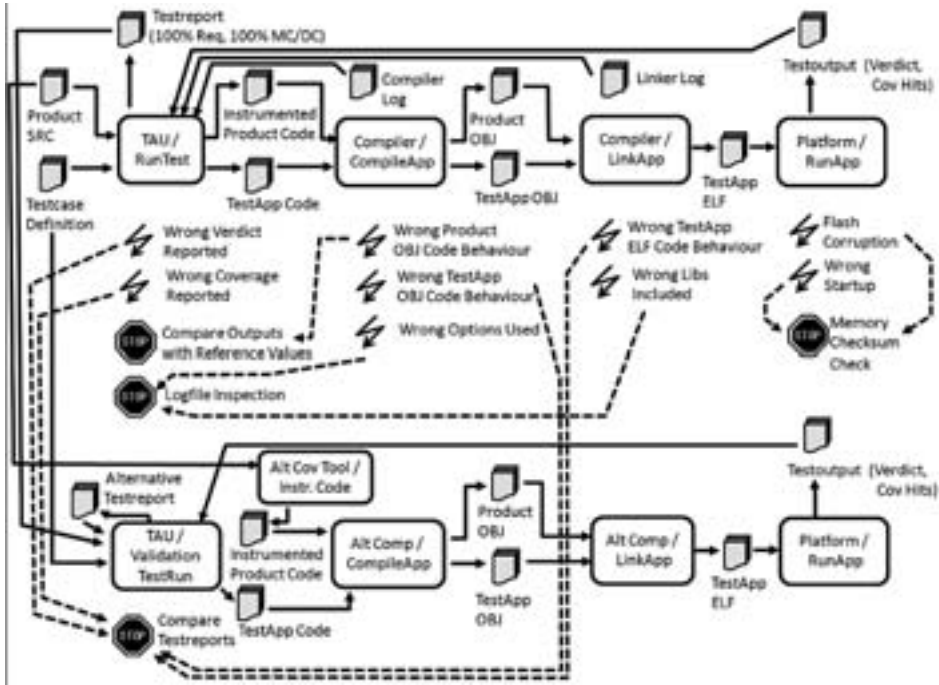 Testreport
(100% Req, 100% MC/DC)
Testoutput (Verdict,
Cov Hits)
Compiler
Log
Linker Log
Product
SRC
TAU /
RunTest
Instrumented
Product Code
Compiler /
CompileApp
Product
OBJ
Compiler /
LinkApp
Platform /
RunApp
Testcase
Definition
TestApp Code
TestApp OBJ
TestApp
ELF
Wrong Verdict
Reported
Wrong Product
OBJ Code Behaviour
Wrong TestApp
ELF Code Behaviour
Flash
Corruption
Wrong Coverage
Reported
Wrong TestApp
OBJ Code Behaviour
Wrong Libs
Included
Wrong
Startup
STOP
Compare Outputs
with Reference Values
Wrong Options Used
STOP
Memory
Checksum
Check
STOP
Logfile Inspection
Alternative
Testreport
Alt Cov Tool /
Instr. Code
Testoutput (Verdict,
Cov Hits)
TAU /
Validation
TestRun
Instrumented
Product Code
Alt Comp /
CompileApp
Product
OBJ
Alt Comp /
LinkApp
Platform /
RunApp
TestApp
ELF
TestApp
OBJ
TestApp Code
STOP
Compare
Testreports